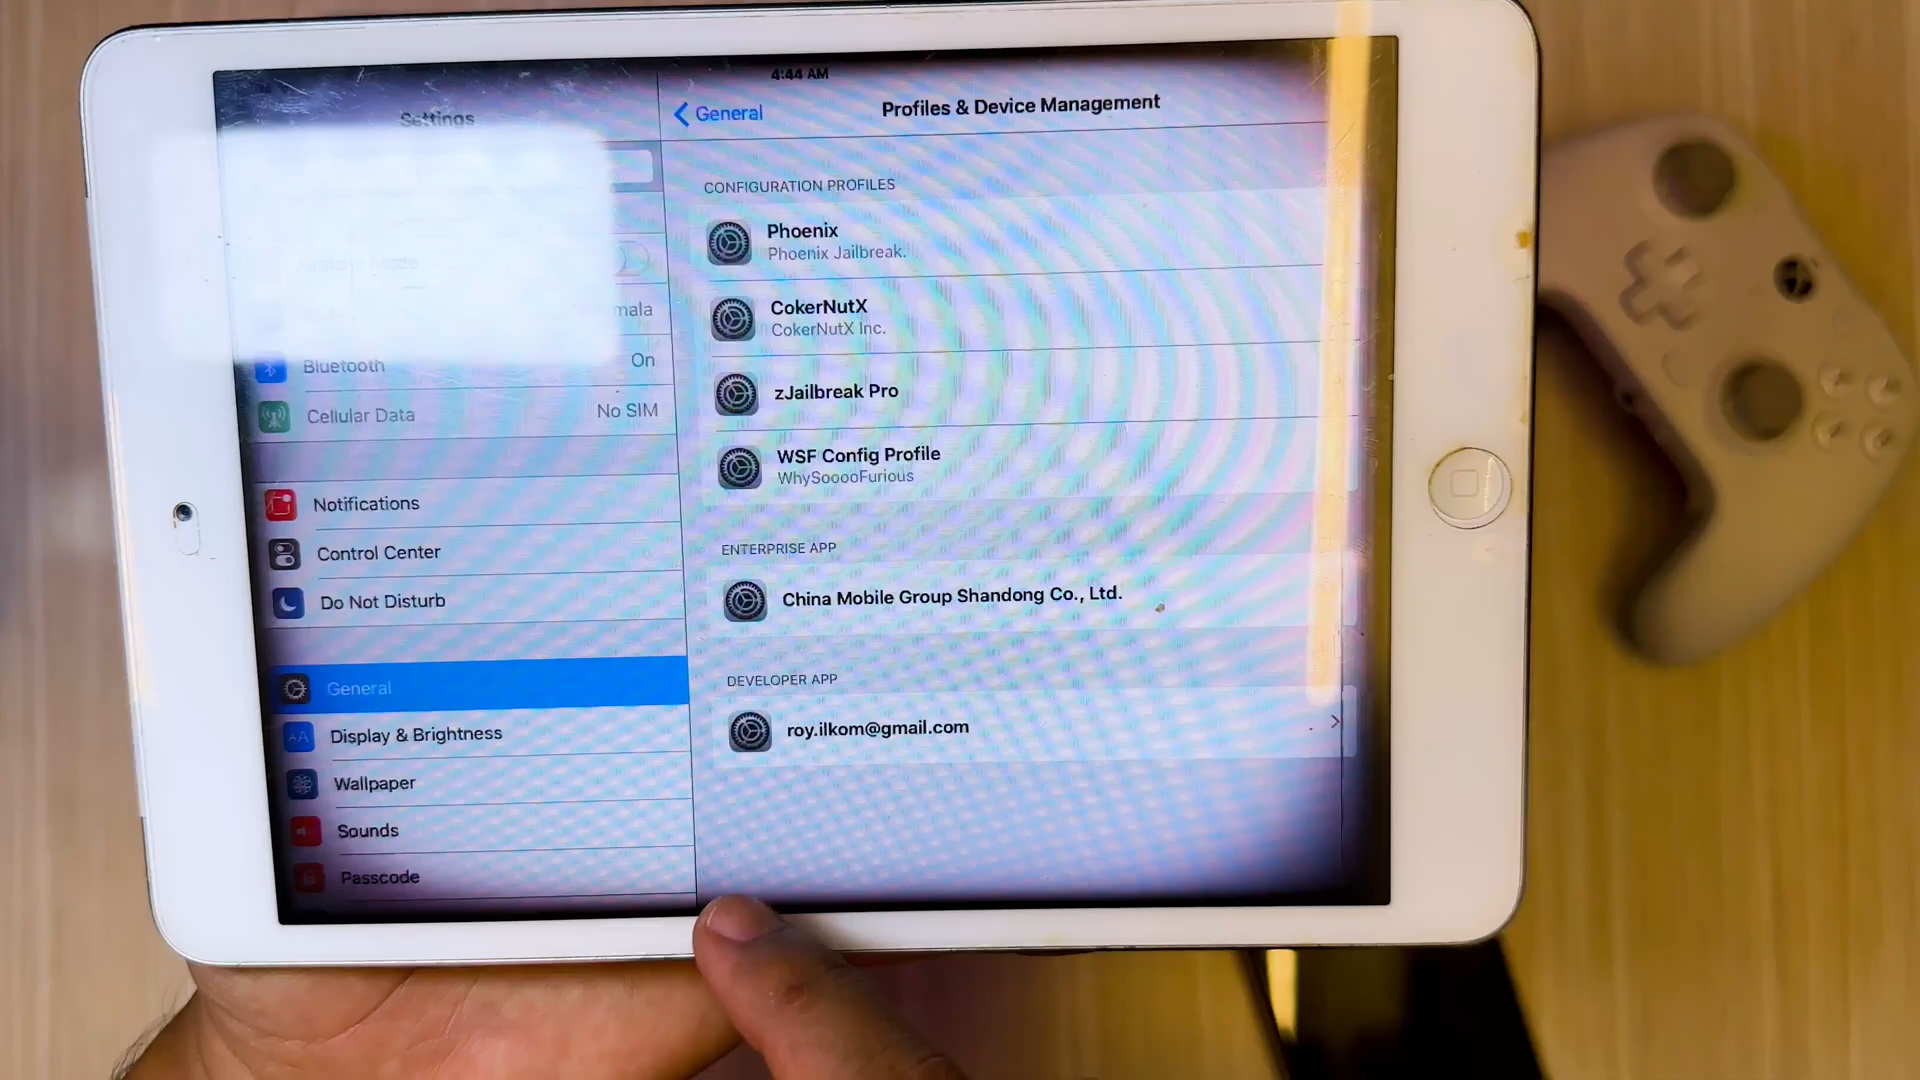 4:44 AM
Settings
Airplane Mode
Bluetooth
On
Cellular Data
No SIM
Notifications
Control Center
Do Not Disturb
General
Display & Brightness
Wallpaper
Sounds
Passcode
General
Profiles & Device Management
CONFIGURATION PROFILES
Phoenix
Phoenix Jailbreak.
CokerNutX
CokerNutX Inc.
zJailbreak Pro
WSF Config Profile
WhySooooFurious
ENTERPRISE APP
China Mobile Group Shandong Co., Ltd.
DEVELOPER APP
roy.ilkom@gmail.com